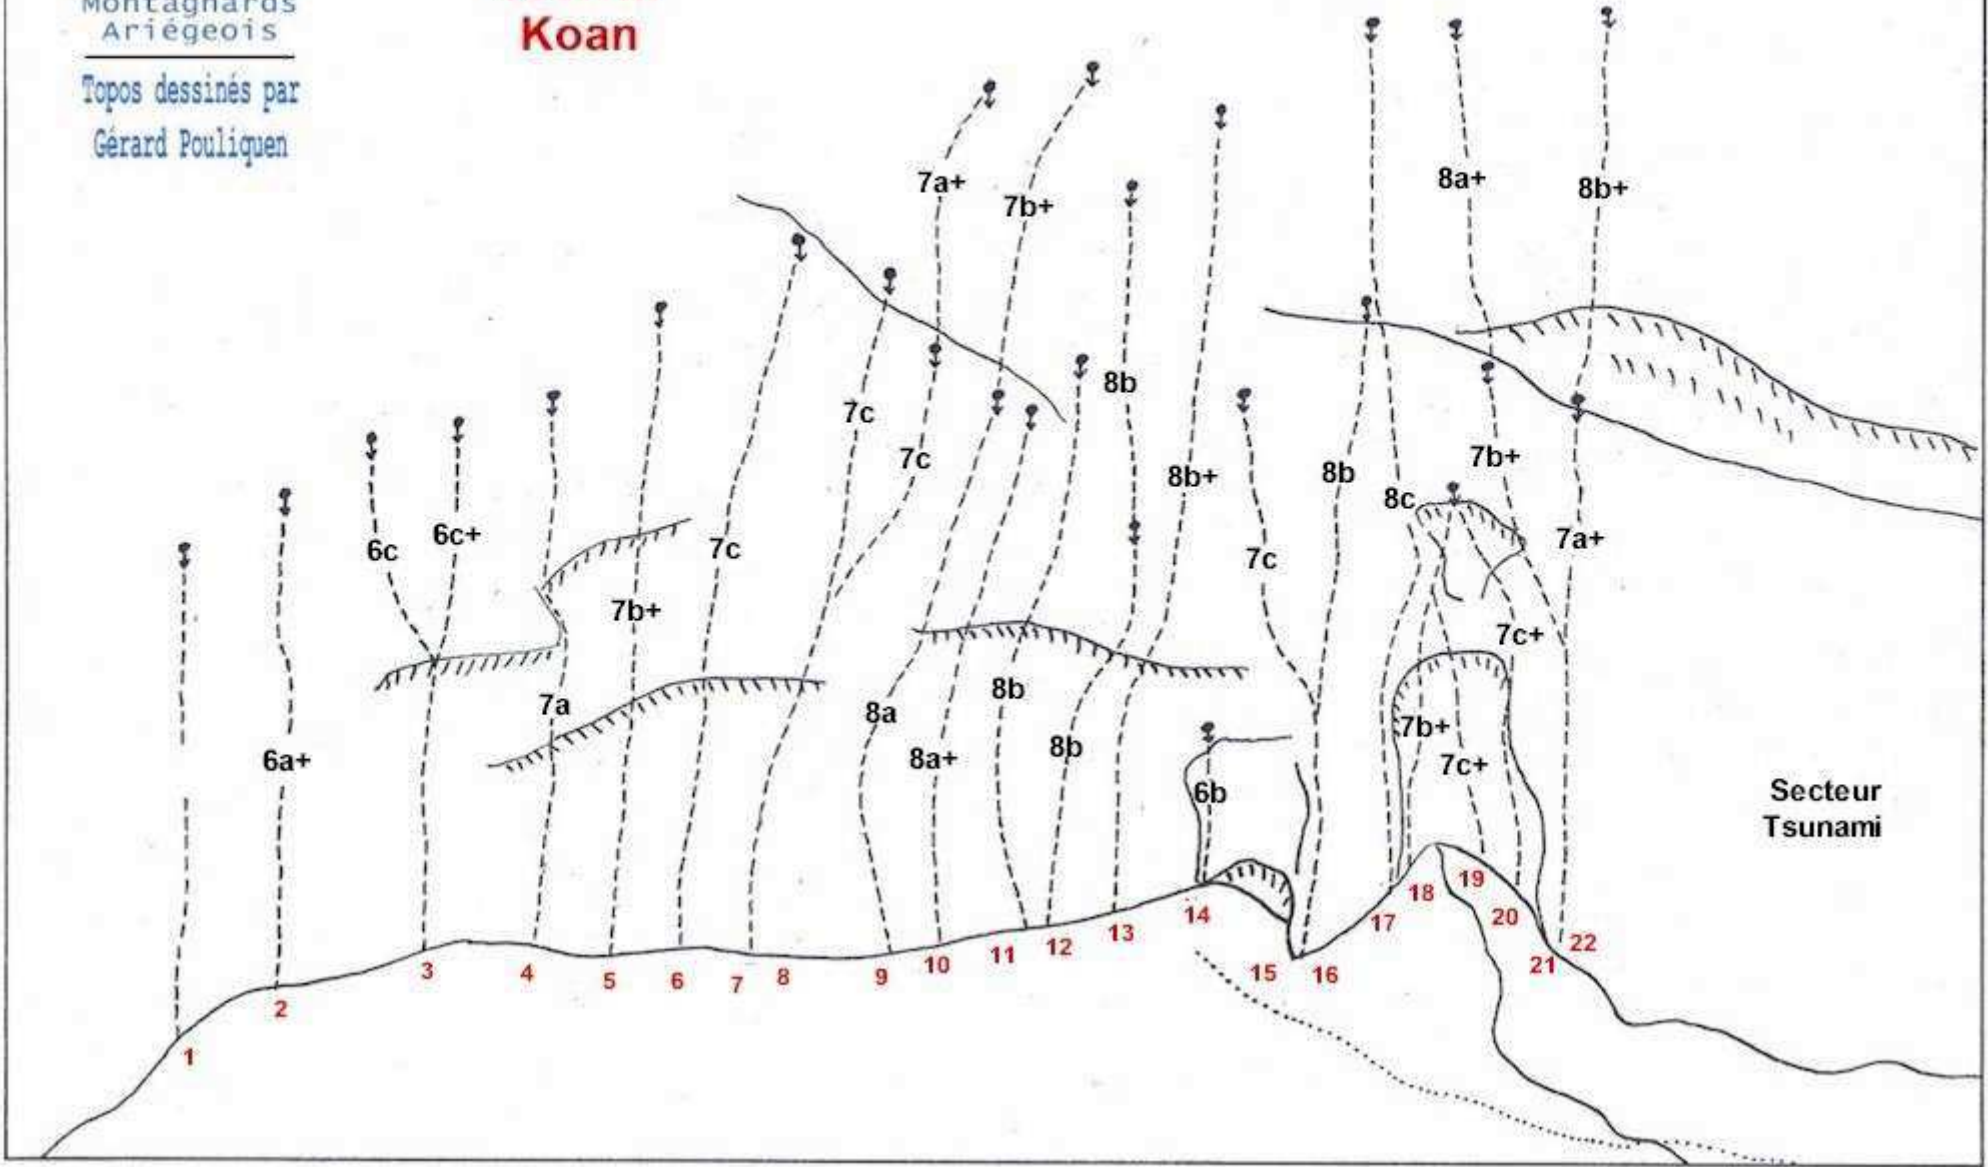 Montagnards
Ariégeois
Topos dessinés par
Gérard Pouliquen
Koan
7a+
7b+
8a+
8b+
8b
7c
7c
8b+
8b
8c
7b+
7a+
6c
6c+
7c
7c
7b+
7c+
8b
7a
8a
8a+
8b
7b+
7c+
6a+
6b
Secteur
Tsunami
1
2
3
4
5
6
7
8
9
10
11
12
13
14
15
16
17
18
19
20
21
22